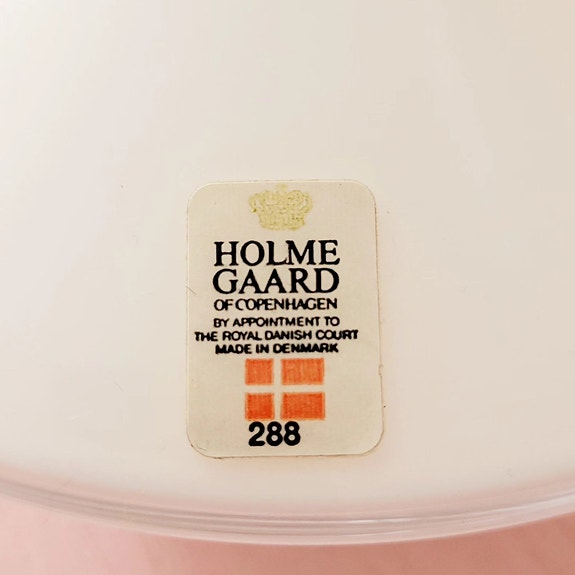 HOLME
GAARD
OF COPENHAGEN
BY APPOINTMENT TO
THE ROYAL DANISH COURT
MADE IN DENMARK
288